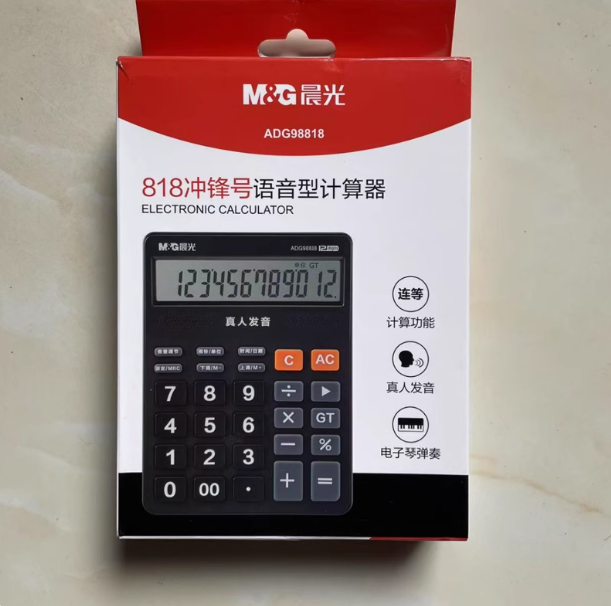 M&G晨光
ADG98818
818冲锋号语音型计算器
ELECTRONIC CALCULATOR
M&G晨光
GT
123456789012.
真人发音
C
AC
7
8
9
÷
▶
4
5
6
×
GT
1
2
3
−
%
0
00
·
+
=
连等
计算功能
真人发音
电子琴弹奏